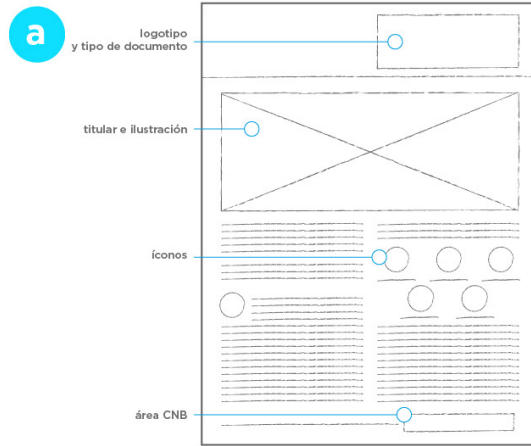 a
logotipo
y tipo de documento
titular e ilustración
íconos
área CNB